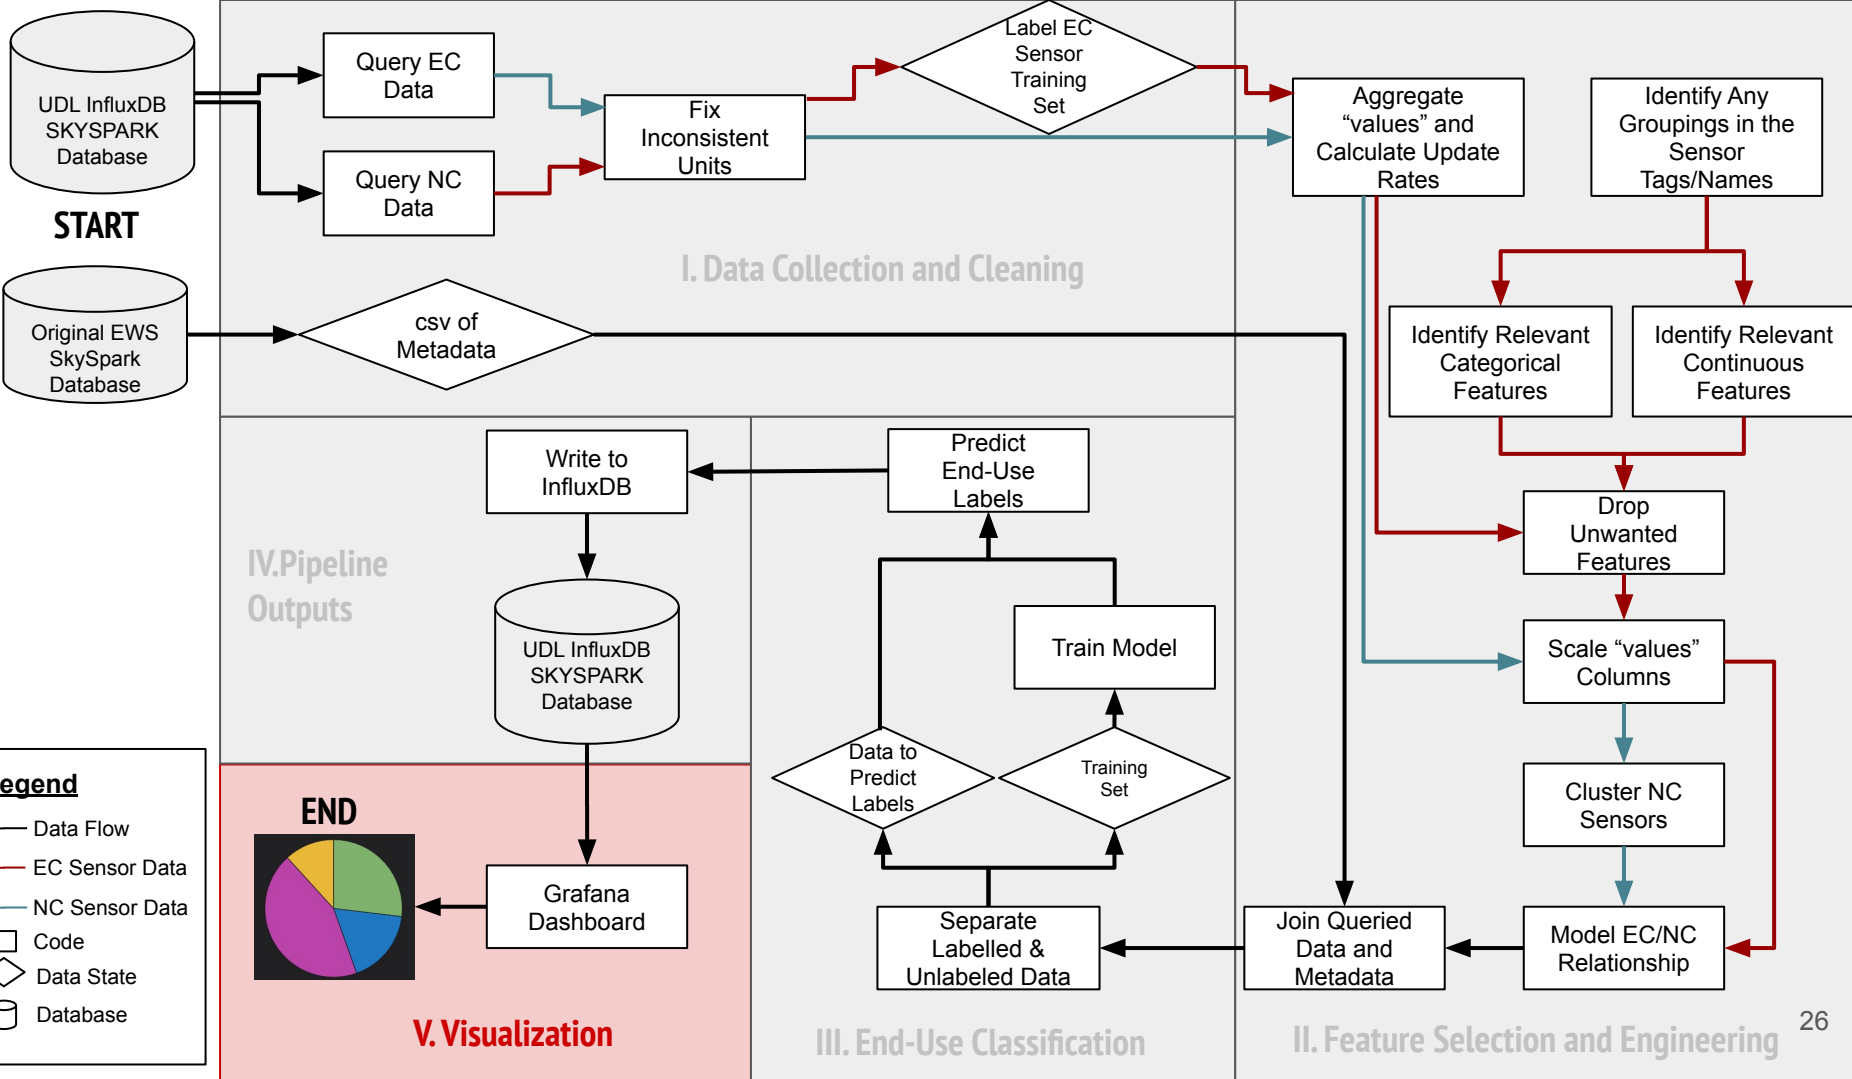 UDL InfluxDB
SKYSPARK
Database
START
Query EC
Data
Query NC
Data
Fix
Inconsistent
Units
Label EC
Sensor
Training
Set
Aggregate
“values” and
Calculate Update
Rates
Identify Any
Groupings in the
Sensor
Tags/Names
I. Data Collection and Cleaning
Original EWS
SkySpark
Database
csv of
Metadata
Identify Relevant
Categorical
Features
Identify Relevant
Continuous
Features
Write to
InfluxDB
Predict
End-Use
Labels
Drop
Unwanted
Features
IV.Pipeline
Outputs
UDL InfluxDB
SKYSPARK
Database
Train Model
Scale “values”
Columns
Data to
Predict
Labels
Training
Set
Cluster NC
Sensors
egend
Data Flow
EC Sensor Data
NC Sensor Data
Code
Data State
Database
END
Grafana
Dashboard
Separate
Labelled &
Unlabeled Data
Join Queried
Data and
Metadata
Model EC/NC
Relationship
V. Visualization
III. End-Use Classification
II. Feature Selection and Engineering
26